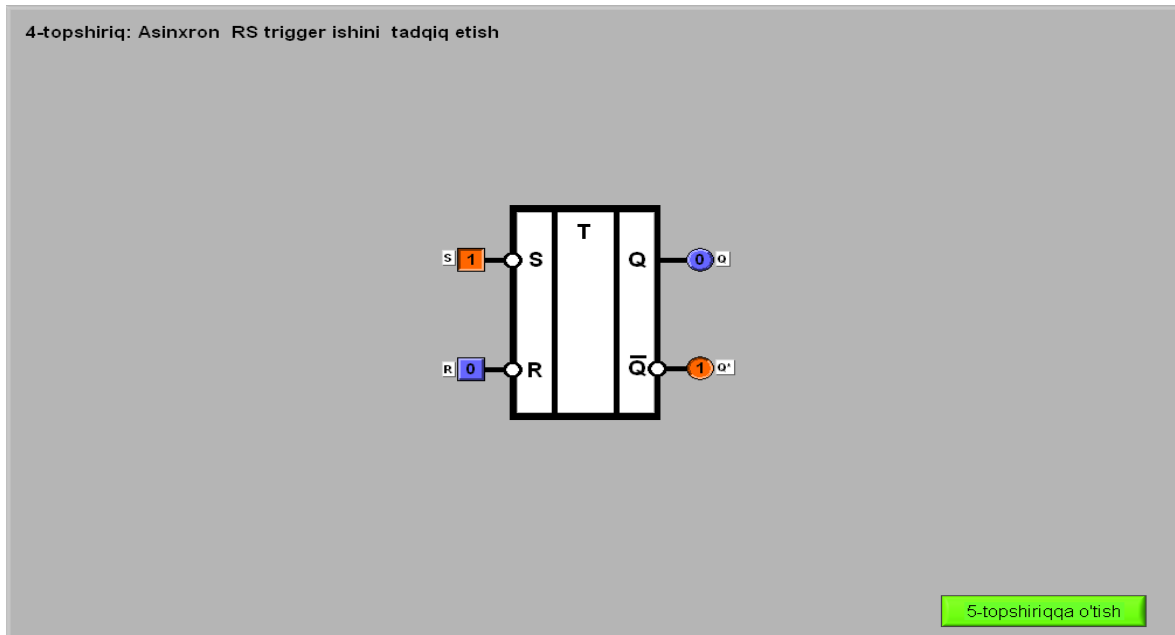 4-topshiriq: Asinxron RS trigger ishini tadqiq etish
T
S 1 S Q 0 Q
R 0 R Q̅ 1 Q*
5-topshiriqqa o'tish